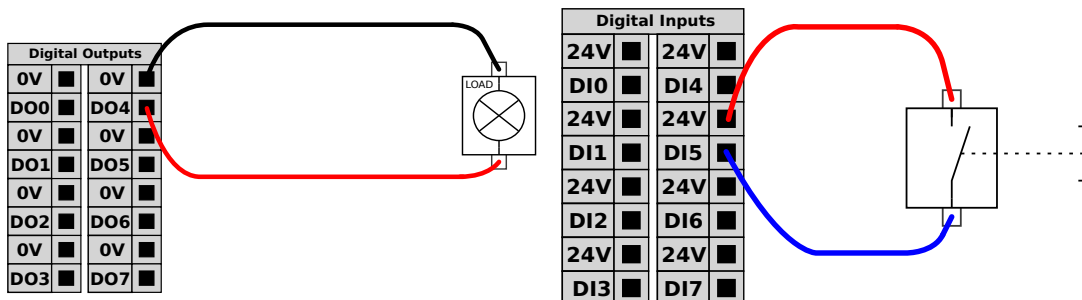 Digital Outputs
0V 0V
DO0 DO4
0V 0V
DO1 DO5
0V 0V
DO2 DO6
0V 0V
DO3 DO7
LOAD
Digital Inputs
24V 24V
DI0 DI4
24V 24V
DI1 DI5
24V 24V
DI2 DI6
24V 24V
DI3 DI7